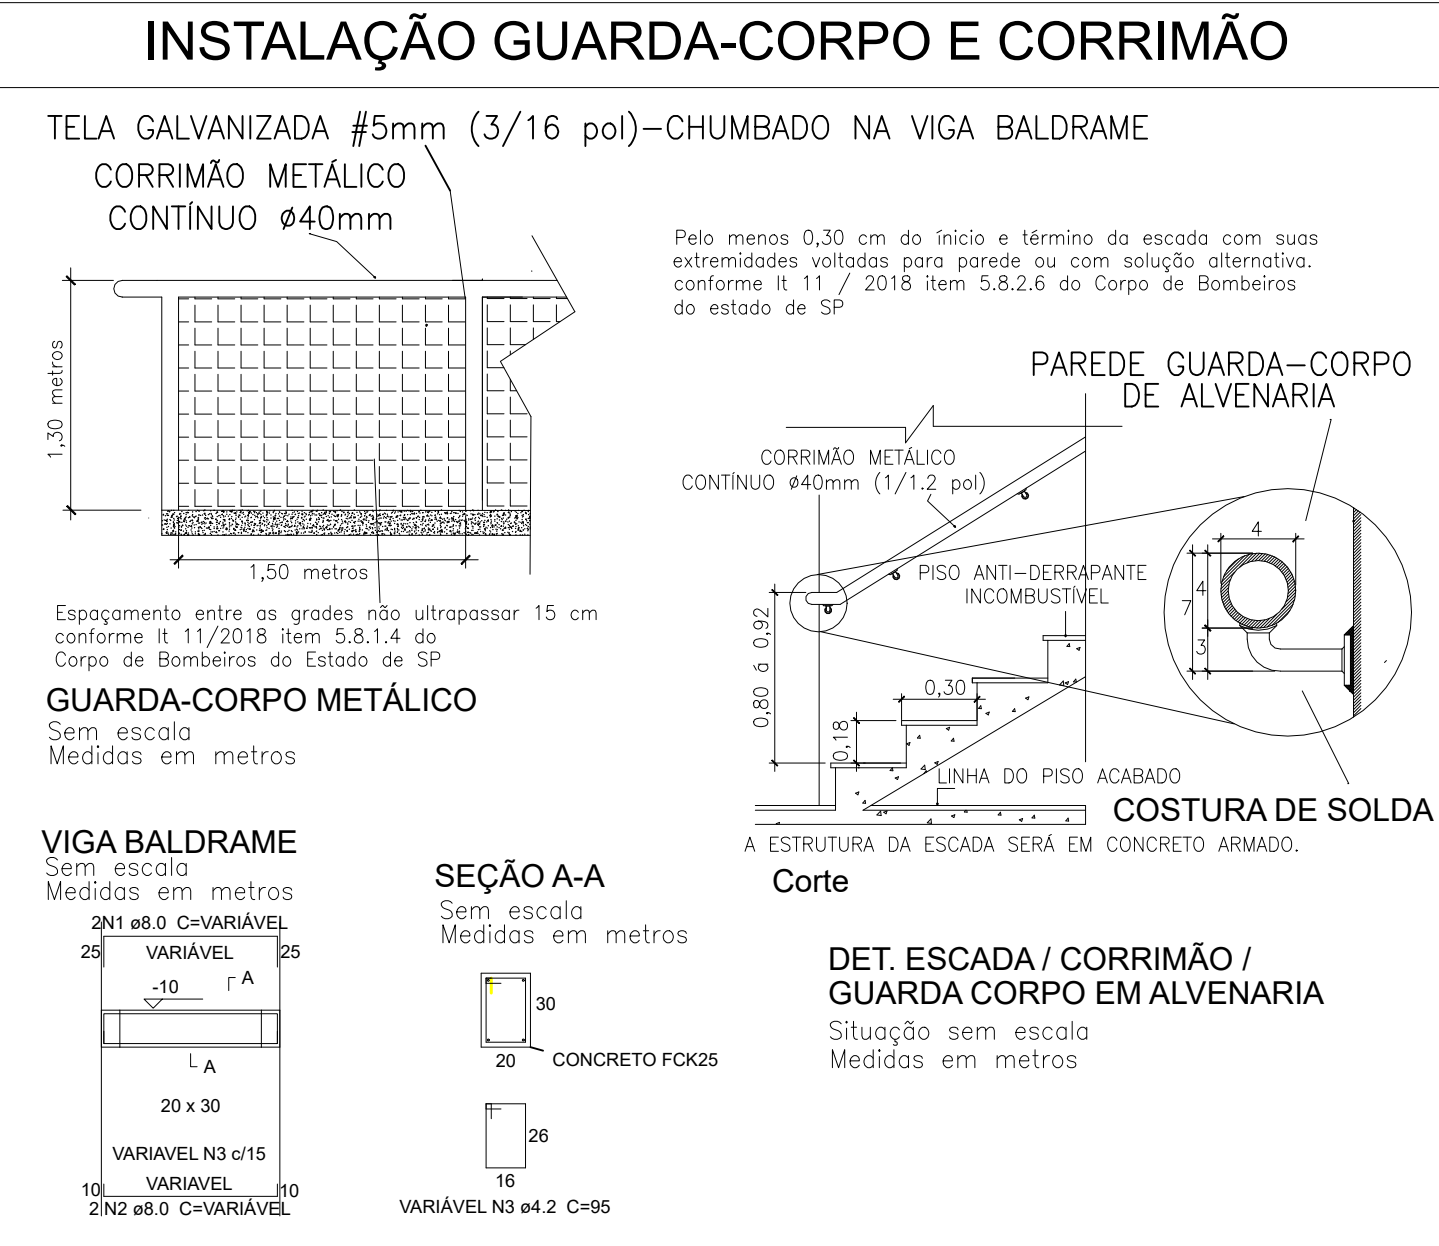 INSTALAÇÃO GUARDA-CORPO E CORRIMÃO
TELA GALVANIZADA #5mm (3/16 pol)-CHUMBADO NA VIGA BALDRAME
CORRIMÃO METÁLICO
CONTÍNUO ø40mm
1,30 metros
1,50 metros
Espaçamento entre as grades não ultrapassar 15 cm
conforme It 11/2018 item 5.8.1.4 do
Corpo de Bombeiros do Estado de SP
GUARDA-CORPO METÁLICO
Sem escala
Medidas em metros
Pelo menos 0,30 cm do ínicio e término da escada com suas
extremidades voltadas para parede ou com solução alternativa.
conforme It 11 / 2018 item 5.8.2.6 do Corpo de Bombeiros
do estado de SP
PAREDE GUARDA-CORPO
DE ALVENARIA
CORRIMÃO METÁLICO
CONTÍNUO ø40mm (1/1.2 pol)
PISO ANTI-DERRAPANTE
INCOMBUSTÍVEL
0,80 á 0,92
0,30
0,18
4
4
7
3
LINHA DO PISO ACABADO
COSTURA DE SOLDA
A ESTRUTURA DA ESCADA SERÁ EM CONCRETO ARMADO.
Corte
DET. ESCADA / CORRIMÃO /
GUARDA CORPO EM ALVENARIA
Situação sem escala
Medidas em metros
VIGA BALDRAME
Sem escala
Medidas em metros
2N1 ø8.0 C=VARIÁVEL
25 VARIÁVEL 25
-10
A
A
20 x 30
VARIAVEL N3 c/15
10 VARIAVEL 10
2 N2 ø8.0 C=VARIÁVEL
SEÇÃO A-A
Sem escala
Medidas em metros
30
20
CONCRETO FCK25
26
16
VARIÁVEL N3 ø4.2 C=95